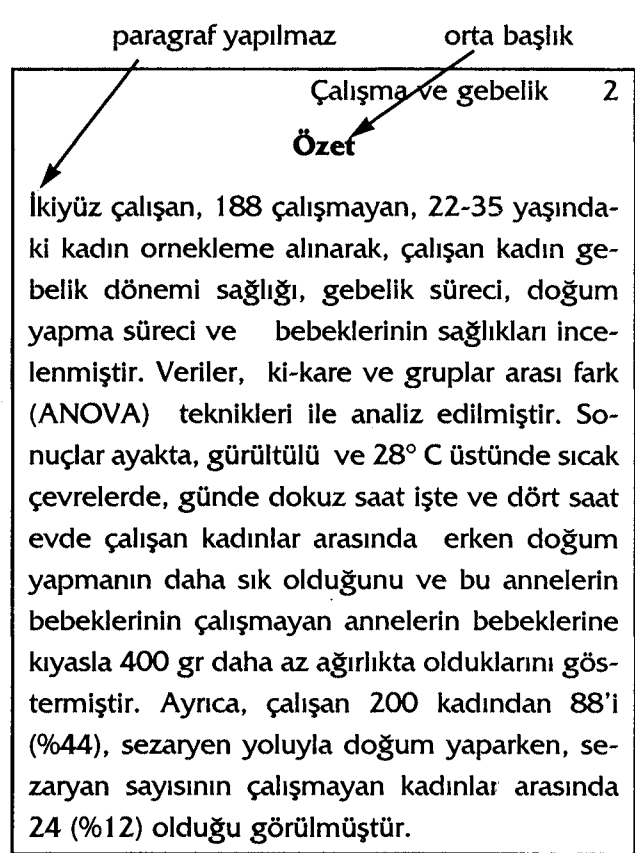 paragraf yapılmaz orta başlık
Çalışma ve gebelik 2
Özet
İkiyüz çalışan, 188 çalışmayan, 22-35 yaşında-
ki kadın ornekleme alınarak, çalışan kadın ge-
belik dönemi sağlığı, gebelik süreci, doğum
yapma süreci ve bebeklerinin sağlıkları ince-
lenmiştir. Veriler, ki-kare ve gruplar arası fark
(ANOVA) teknikleri ile analiz edilmiştir. So-
nuçlar ayakta, gürültülü ve 28° C üstünde sıcak
çevrelerde, günde dokuz saat işte ve dört saat
evde çalışan kadınlar arasında erken doğum
yapmanın daha sık olduğunu ve bu annelerin
bebeklerinin çalışmayan annelerin bebeklerine
kıyasla 400 gr daha az ağırlıkta olduklarını gös-
termiştir. Ayrıca, çalışan 200 kadından 88'i
(%44), sezaryen yoluyla doğum yaparken, se-
zaryan sayısının çalışmayan kadınlar arasında
24 (%12) olduğu görülmüştür.